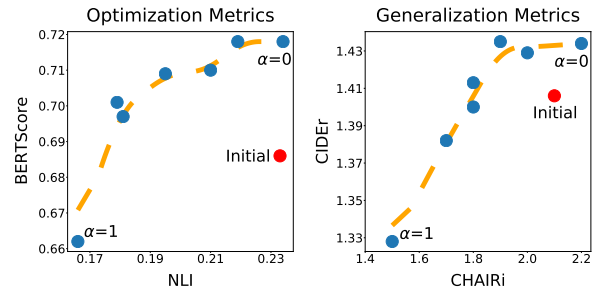 Optimization Metrics
0.72
0.71
0.70
0.69
0.68
0.67
0.66
BERTScore
α=0
Initial
α=1
0.17
0.19
0.21
0.23
NLI
Generalization Metrics
1.43
1.41
1.39
1.37
1.35
1.33
CIDEr
α=0
Initial
α=1
1.4
1.6
1.8
2.0
2.2
CHAIRi